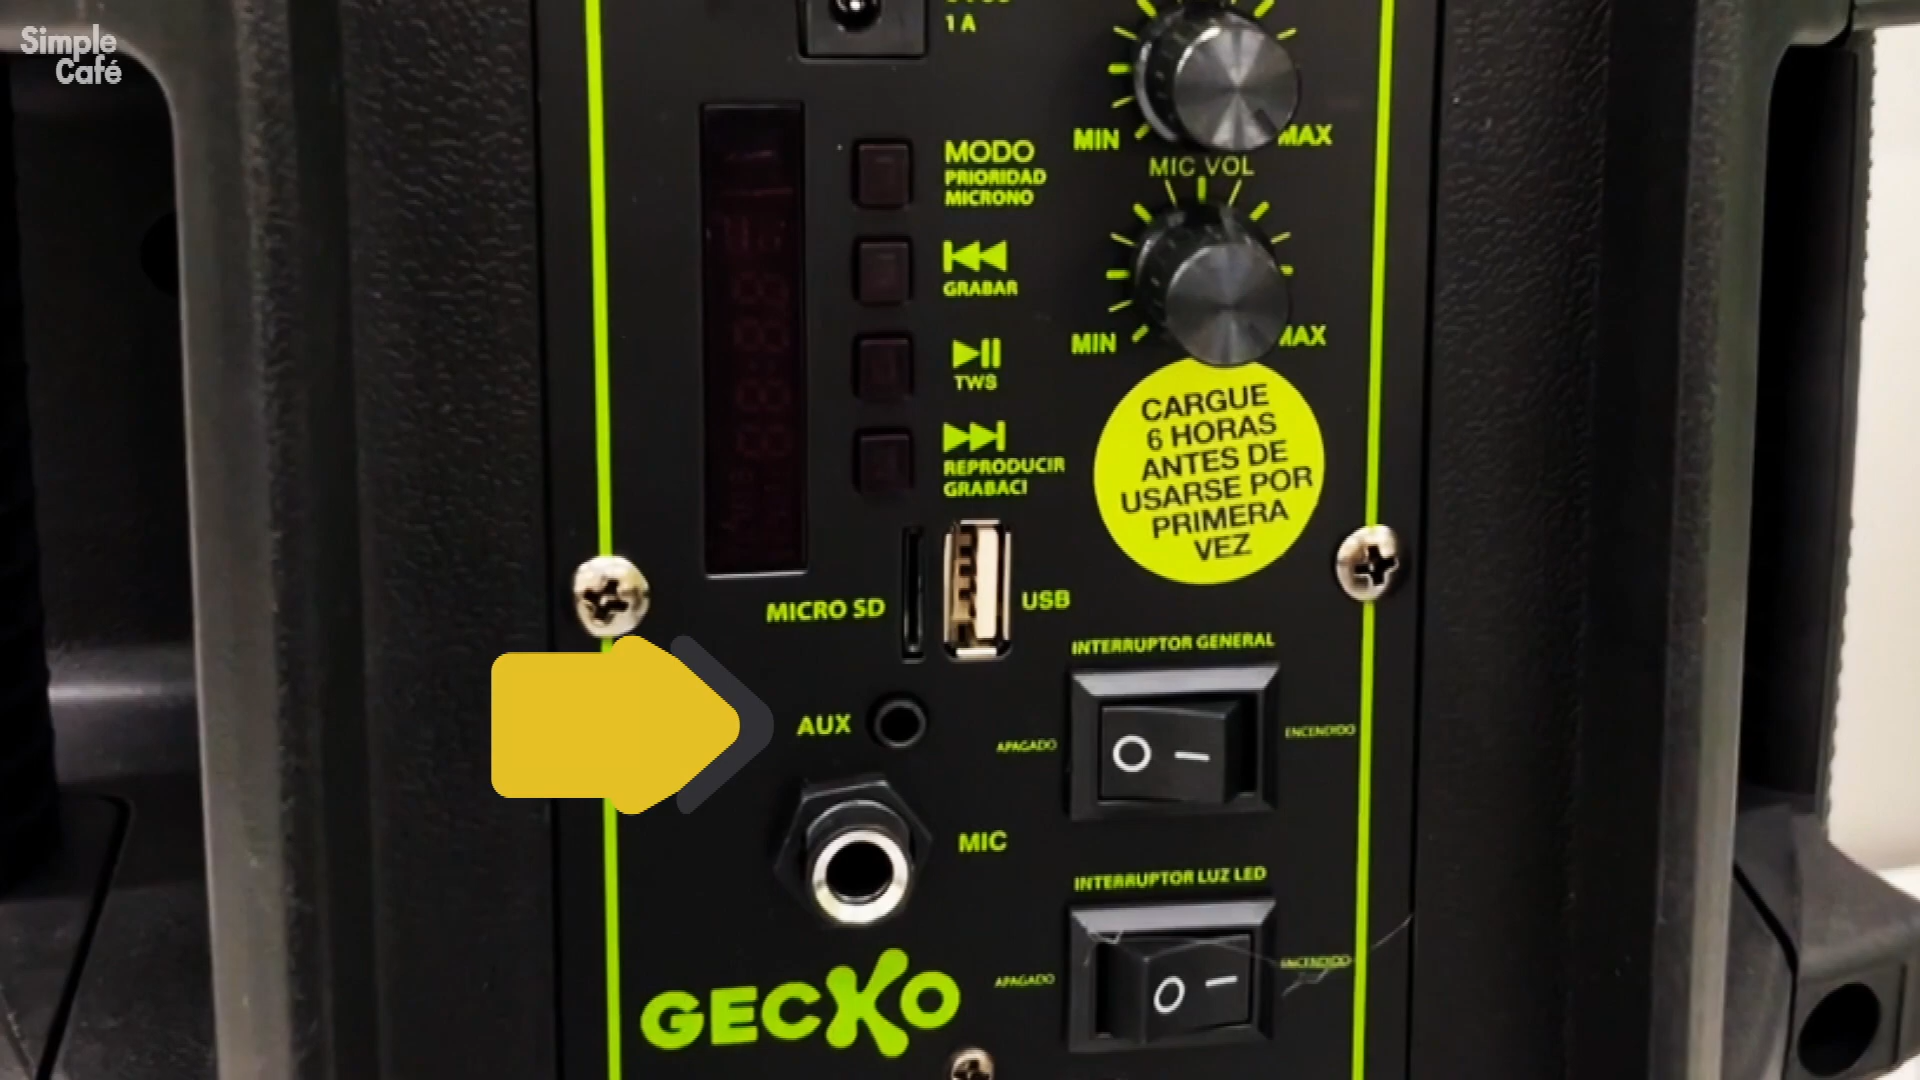 Simple
Café
1 A
MIN
MAX
MIC VOL
MODO
PRIORIDAD
MICRONO
GRABAR
TWS
MIN
MAX
REPRODUCIR
GRABACI
CARGUE
6 HORAS
ANTES DE
USARSE POR
PRIMERA
VEZ
MICRO SD
USB
INTERRUPTOR GENERAL
AUX
APAGADO
ENCENDIDO
MIC
INTERRUPTOR LUZ LED
APAGADO
ENCENDIDO
GECKO